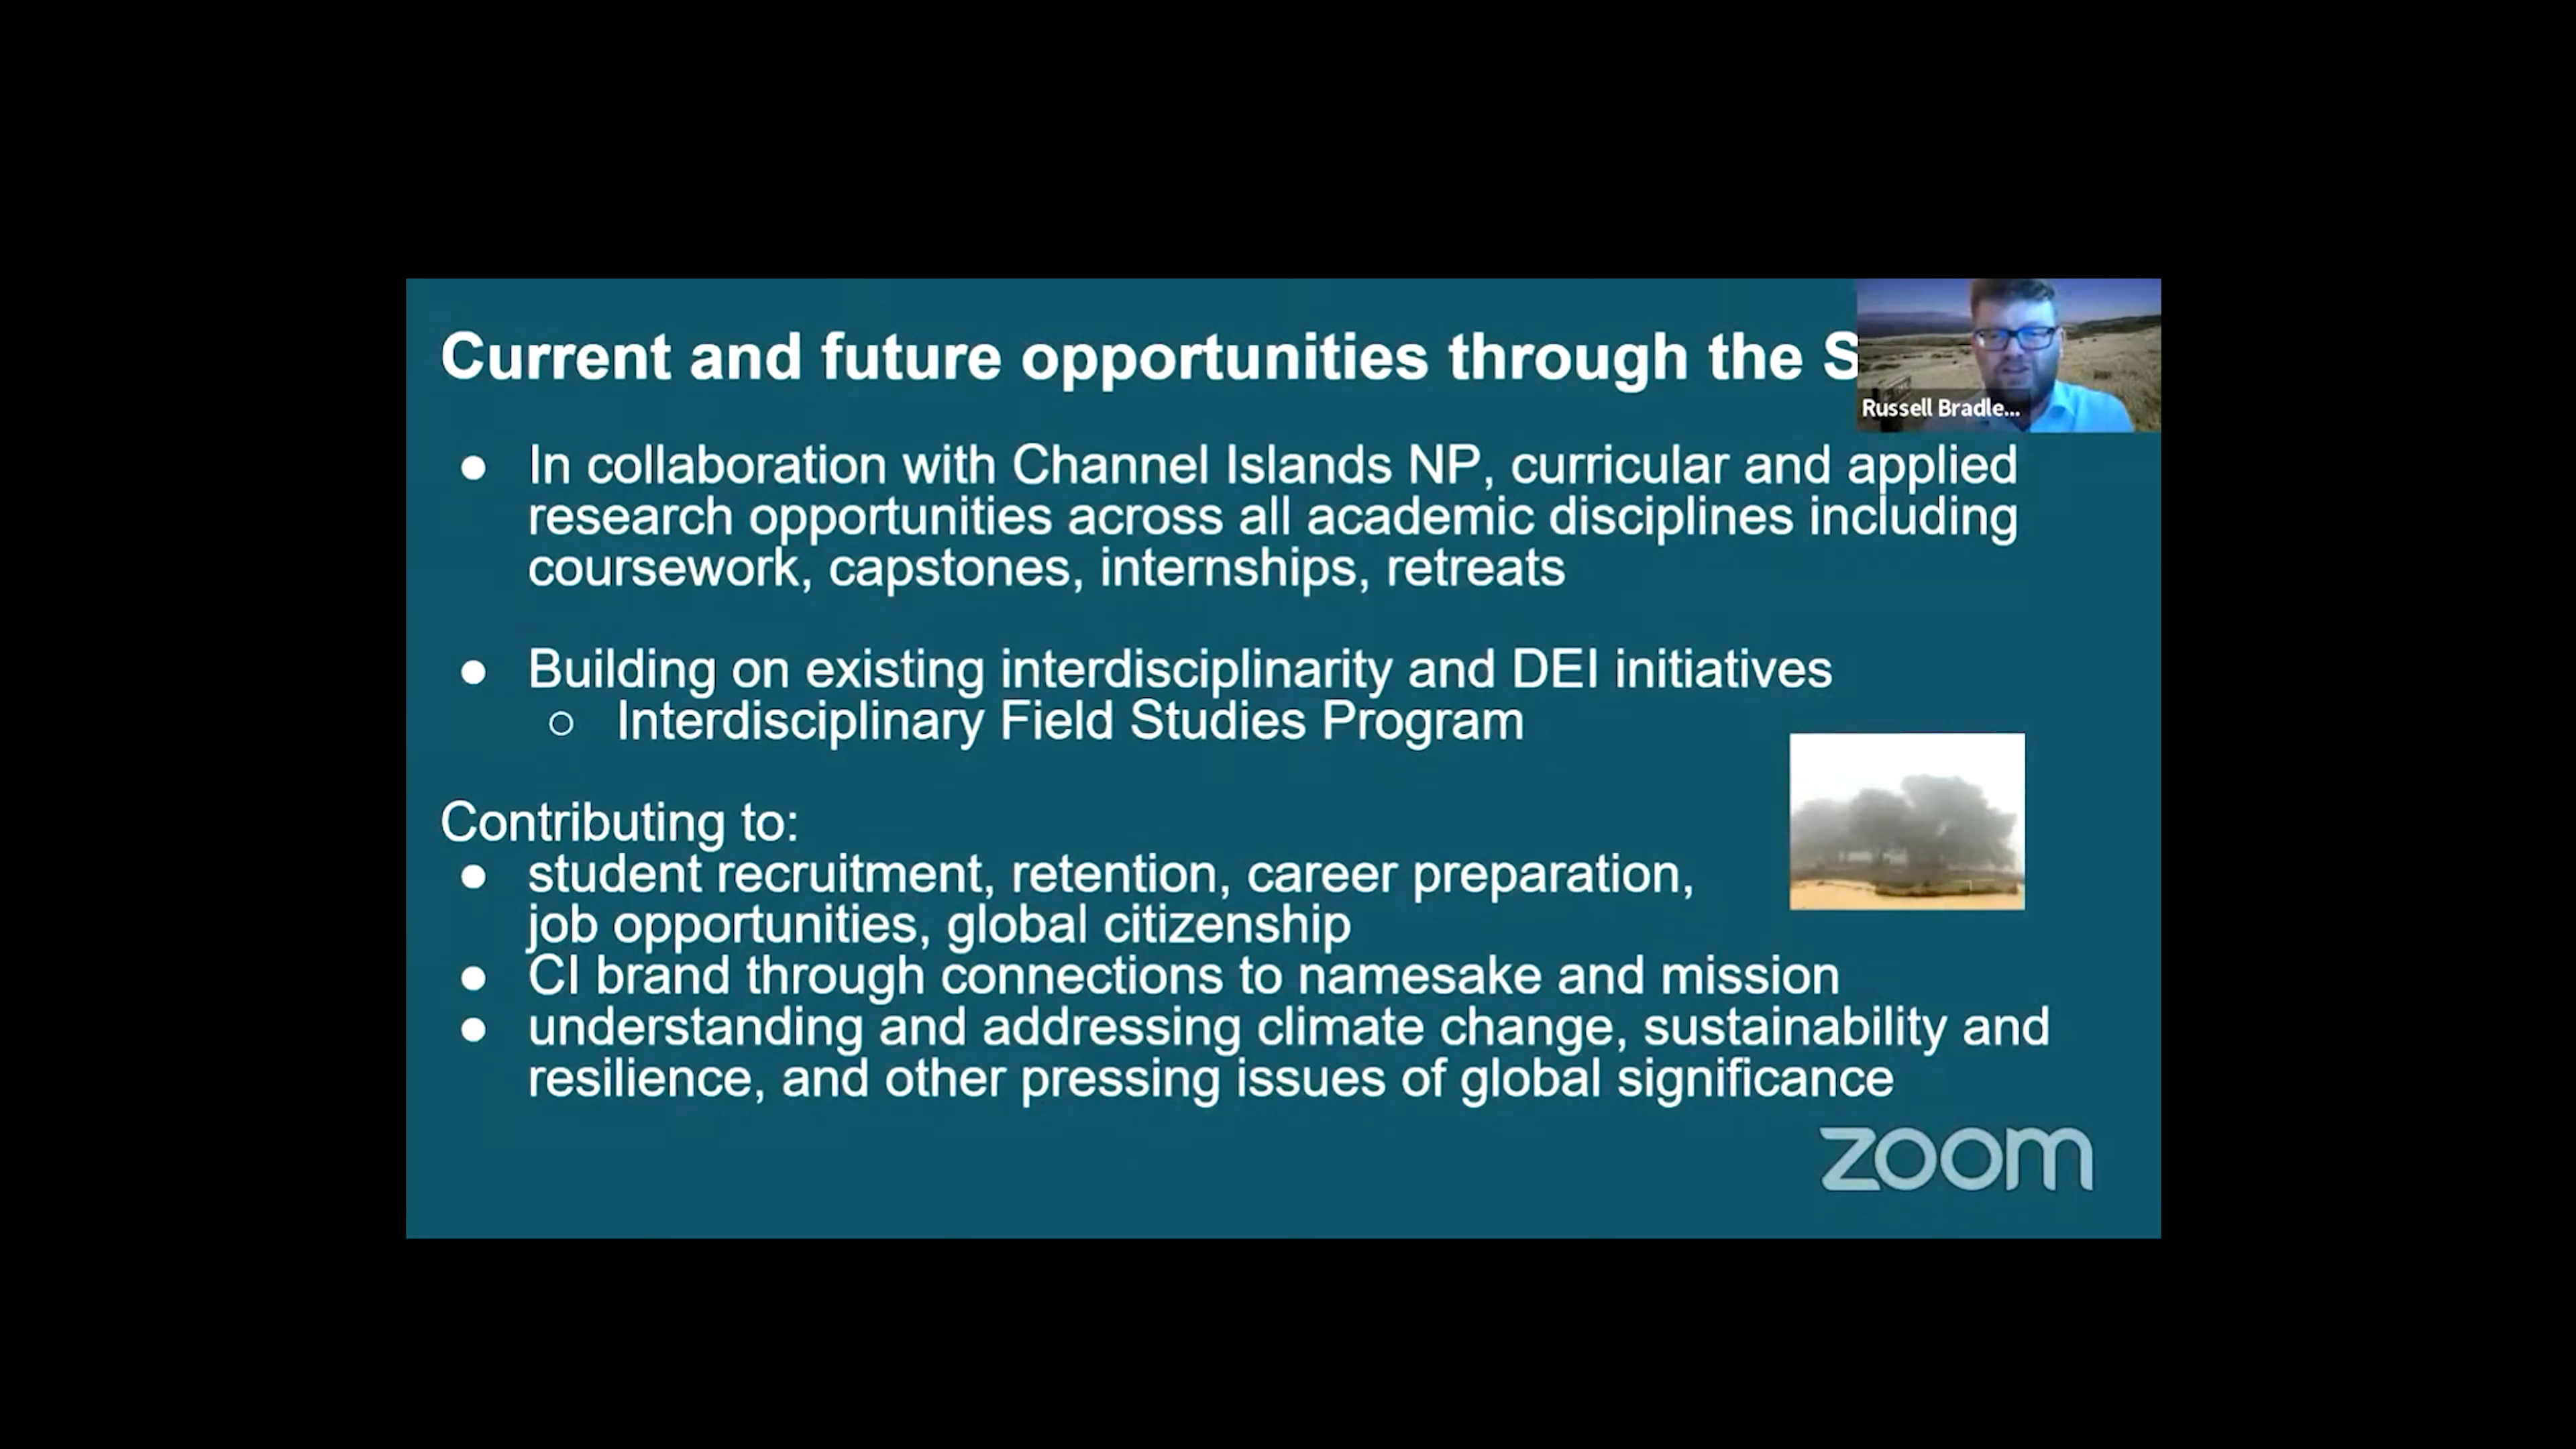 Current and future opportunities through the S
Russell Bradle...
● In collaboration with Channel Islands NP, curricular and applied
research opportunities across all academic disciplines including
coursework, capstones, internships, retreats
● Building on existing interdisciplinarity and DEI initiatives
○ Interdisciplinary Field Studies Program
Contributing to:
● student recruitment, retention, career preparation,
job opportunities, global citizenship
● CI brand through connections to namesake and mission
● understanding and addressing climate change, sustainability and
resilience, and other pressing issues of global significance
zoom